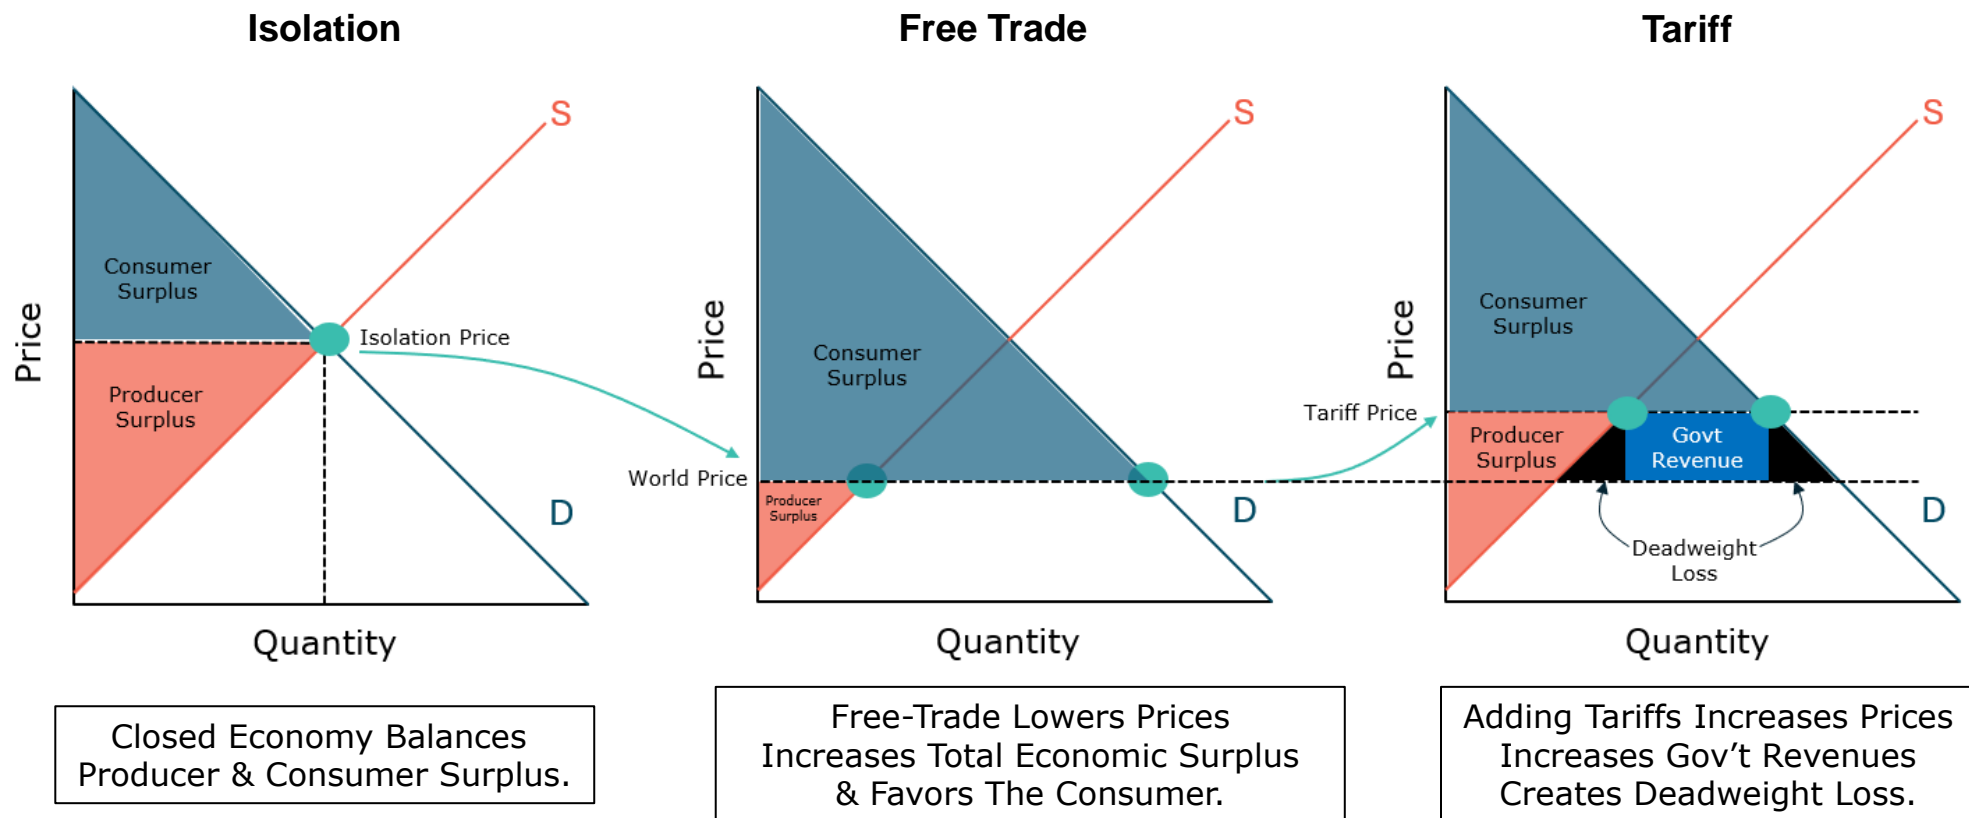 Isolation
Free Trade
Tariff
S
Consumer
Surplus
Isolation Price
Producer
Surplus
Price
D
Quantity
S
Consumer
Surplus
Price
World Price
Producer
Surplus
D
Quantity
S
Consumer
Surplus
Price
Tariff Price
Producer
Surplus
Govt
Revenue
D
Deadweight
Loss
Quantity
Closed Economy Balances
Producer & Consumer Surplus.
Free-Trade Lowers Prices
Increases Total Economic Surplus
& Favors The Consumer.
Adding Tariffs Increases Prices
Increases Gov’t Revenues
Creates Deadweight Loss.